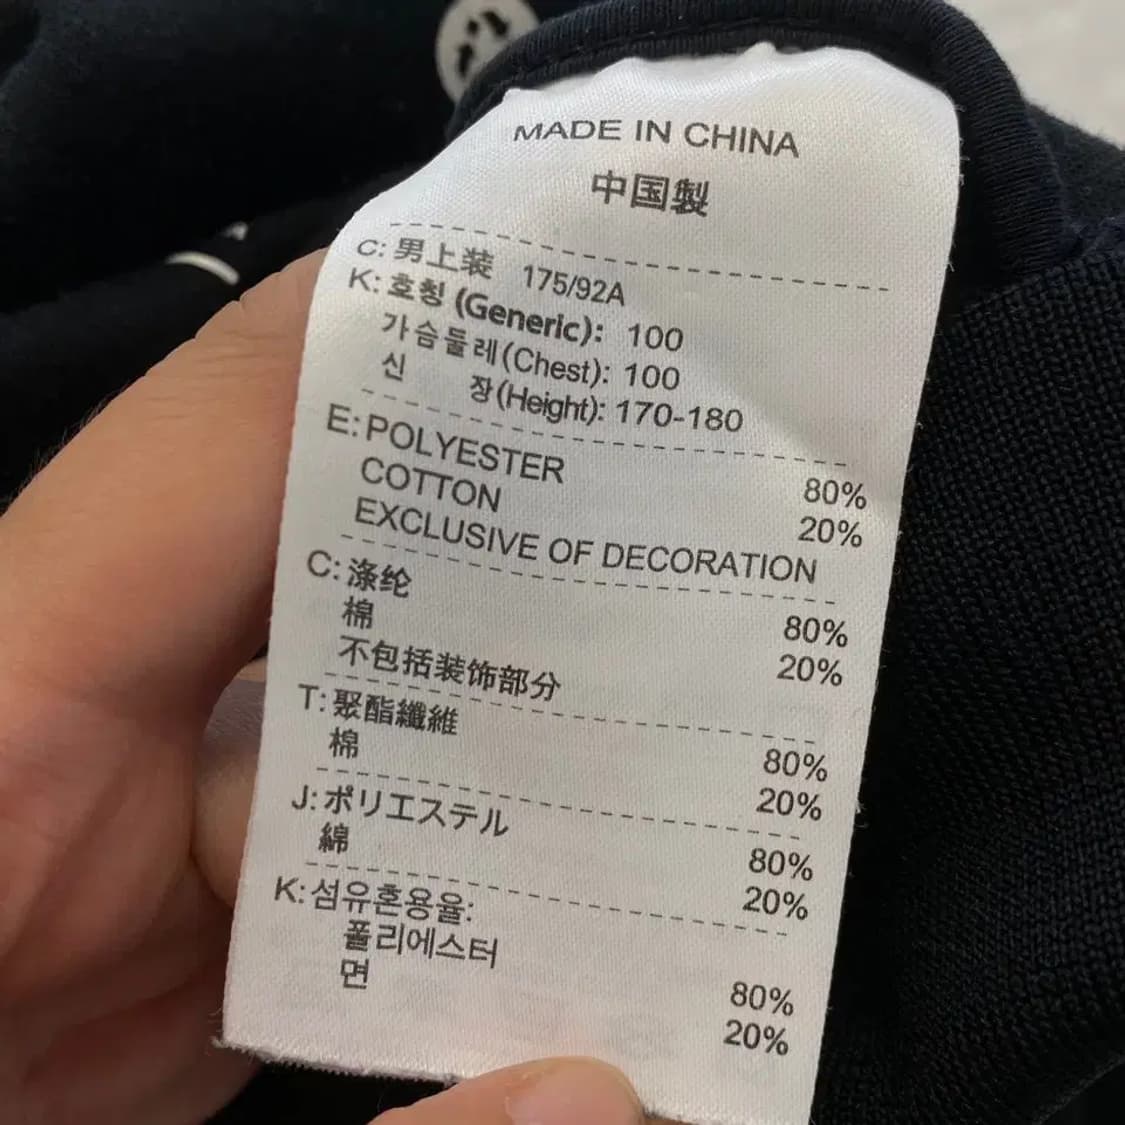 MADE IN CHINA
中国製
C: 男上装 175/92A
K: 호칭 (Generic): 100
가슴둘레(Chest): 100
신 장(Height): 170-180
E: POLYESTER 80%
COTTON 20%
EXCLUSIVE OF DECORATION
C: 涤纶 80%
棉 20%
不包括装饰部分
T: 聚酯纖維 80%
棉 20%
J: ポリエステル 80%
綿 20%
K: 섬유혼용율:
폴리에스터 80%
면 20%